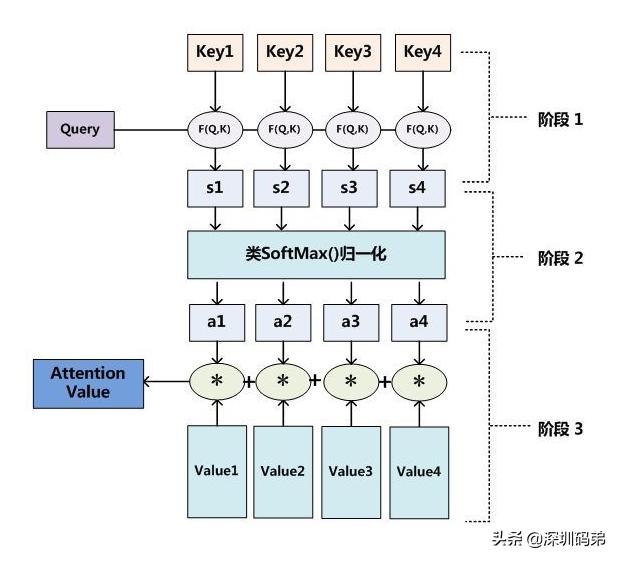 Key1 Key2 Key3 Key4
阶段 1
Query F(Q,K) F(Q,K) F(Q,K) F(Q,K)
s1 s2 s3 s4
类SoftMax()归一化
阶段 2
a1 a2 a3 a4
Attention
Value
* + * + * + *
阶段 3
Value1 Value2 Value3 Value4
头条 @深圳码弟